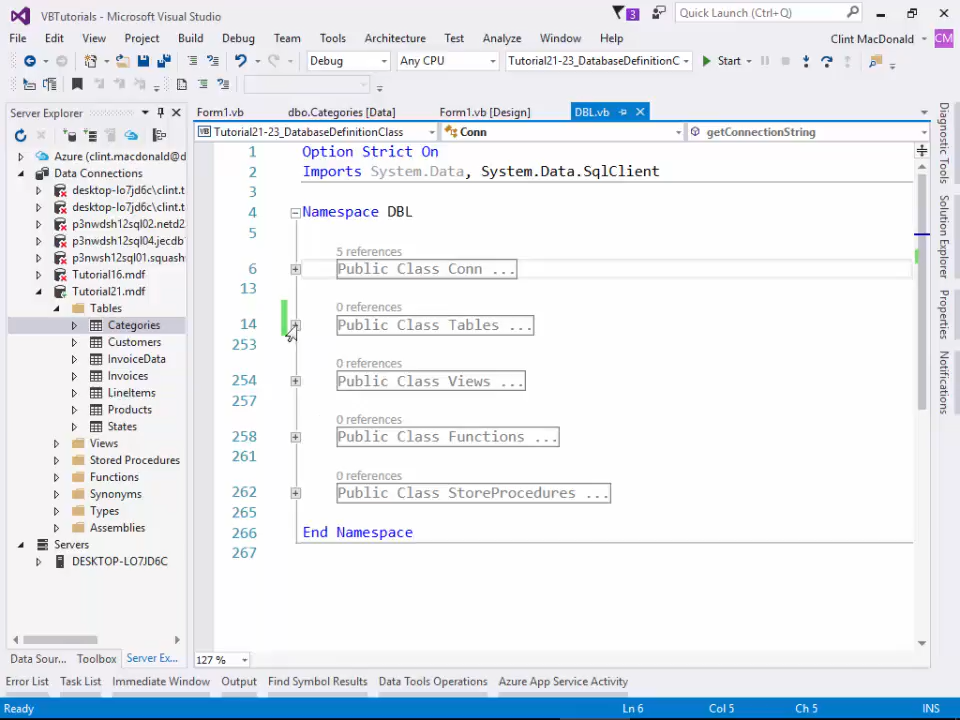 VBTutorials - Microsoft Visual Studio
3
Quick Launch (Ctrl+Q)
File Edit View Project Build Debug Team Tools Architecture Test Analyze Window Help
Clint MacDonald CM
Debug Any CPU Tutorial21-23_DatabaseDefinitionC Start
Server Explorer
Form1.vb dbo.Categories [Data] Form1.vb [Design] DBL.vb
Tutorial21-23_DatabaseDefinitionClass Conn getConnectionString
Azure (clint.macdonald@d
Data Connections
desktop-lo7jd6c\clint.t
desktop-lo7jd6c\clint.t
p3nwdsh12sql02.netd2
p3nwdsh12sql04.jecdb
p3nwdsh12sql01.squash
Tutorial16.mdf
Tutorial21.mdf
Tables
Categories
Customers
InvoiceData
Invoices
LineItems
Products
States
Views
Stored Procedures
Functions
Synonyms
Types
Assemblies
Servers
DESKTOP-LO7JD6C
Data Sour... Toolbox Server Ex...
1 Option Strict On
2 Imports System.Data, System.Data.SqlClient
3
4 Namespace DBL
5
5 references
6 Public Class Conn ...
13
0 references
14 Public Class Tables ...
253
0 references
254 Public Class Views ...
257
0 references
258 Public Class Functions ...
261
0 references
262 Public Class StoreProcedures ...
265
266 End Namespace
267
127 %
Diagnostic Tools
Solution Explorer
Properties
Notifications
Error List Task List Immediate Window Output Find Symbol Results Data Tools Operations Azure App Service Activity
Ready Ln 6 Col 5 Ch 5 INS